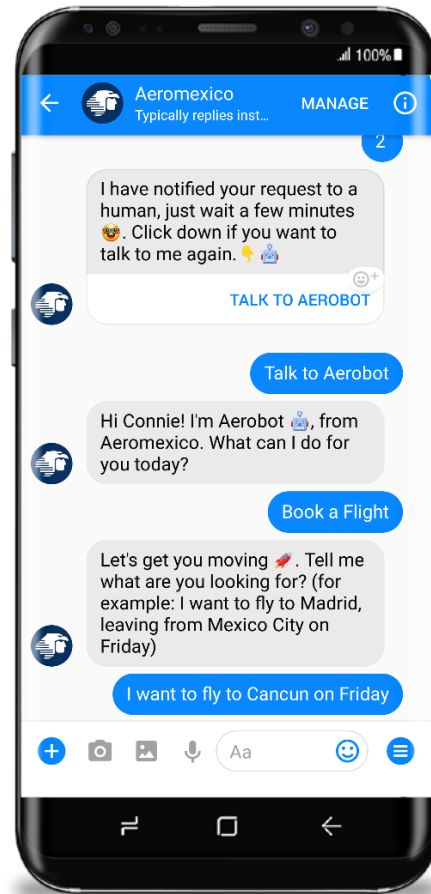 100%
Aeromexico
Typically replies inst...
MANAGE
2
I have notified your request to a
human, just wait a few minutes
🤓. Click down if you want to
talk to me again.👇 🤖
TALK TO AEROBOT
Talk to Aerobot
Hi Connie! I'm Aerobot 🤖, from
Aeromexico. What can I do for
you today?
Book a Flight
Let's get you moving 🚀. Tell me
what are you looking for? (for
example: I want to fly to Madrid,
leaving from Mexico City on
Friday)
I want to fly to Cancun on Friday
Aa